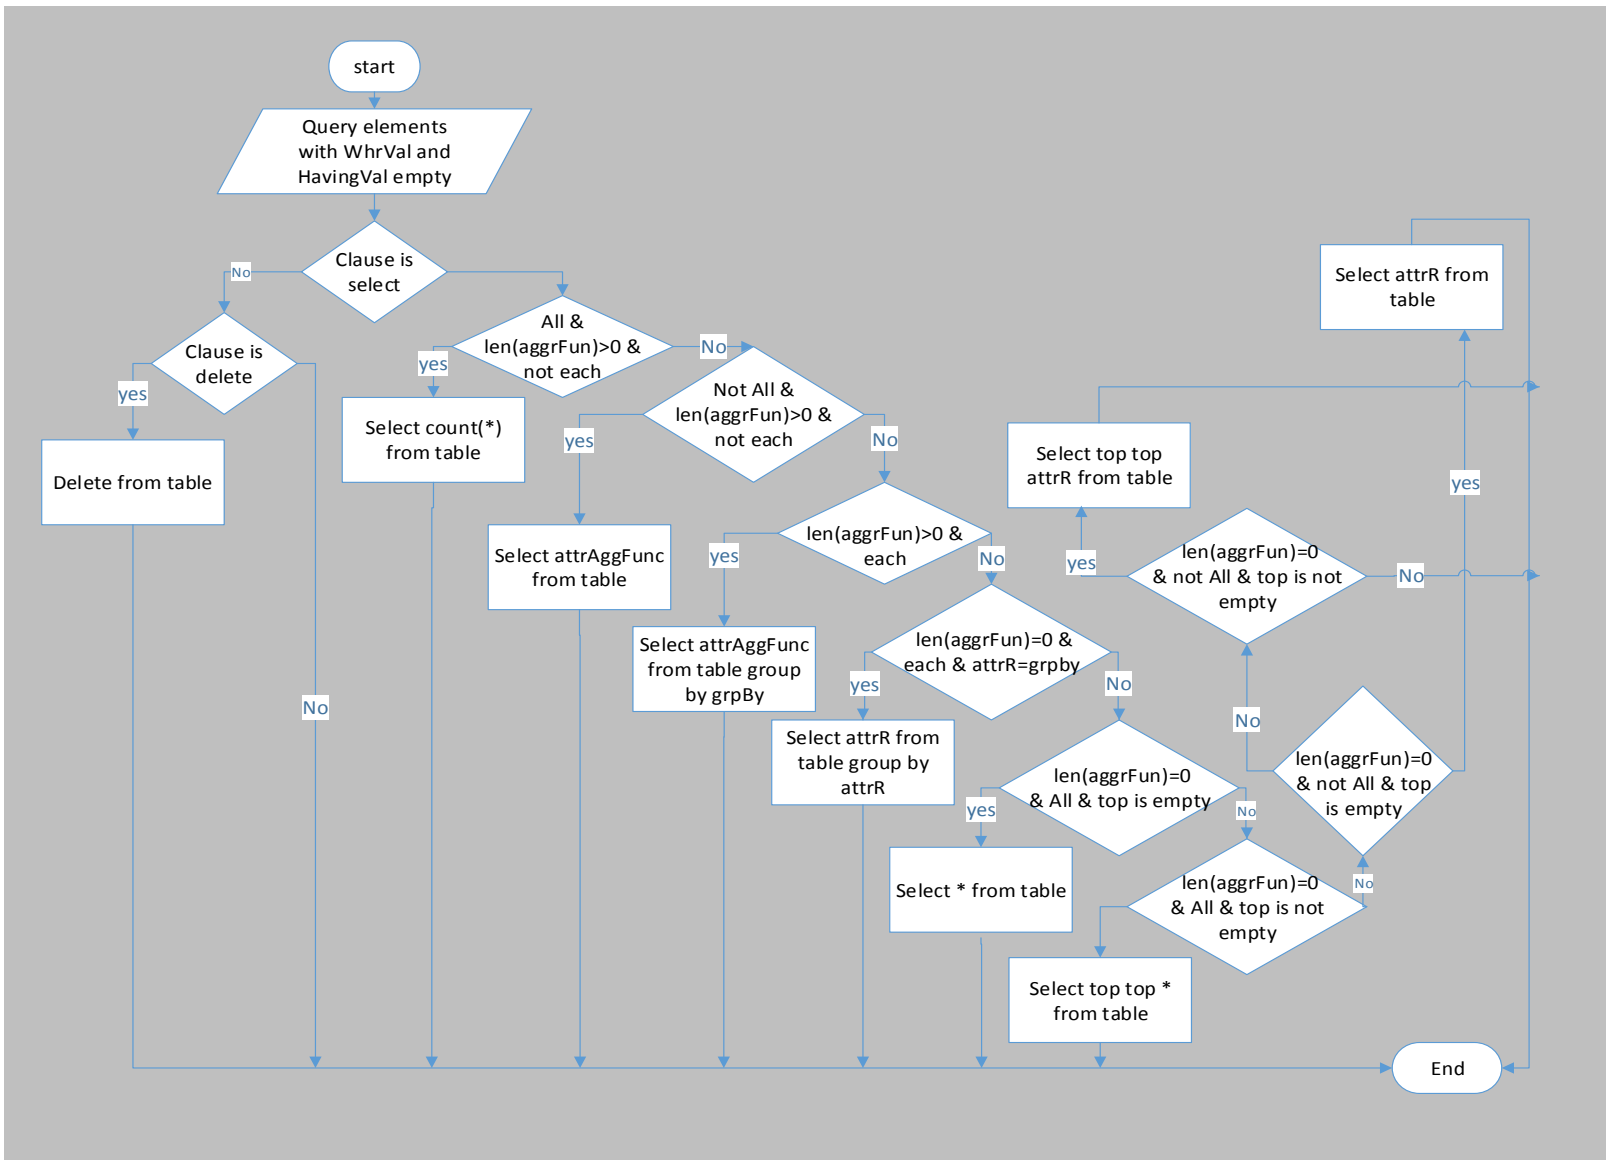 start
Query elements
with WhrVal and
HavingVal empty
Clause is
select
No
Clause is
delete
yes
Delete from table
No
All &
len(aggrFun)>0 &
not each
yes
Select count(*)
from table
No
Not All &
len(aggrFun)>0 &
not each
yes
Select attrAggFunc
from table
No
len(aggrFun)>0 &
each
yes
Select attrAggFunc
from table group
by grpBy
No
len(aggrFun)=0 &
each & attrR=grpby
yes
Select attrR from
table group by
attrR
No
len(aggrFun)=0
& All & top is empty
yes
Select * from table
No
len(aggrFun)=0
& All & top is not
empty
Select top top *
from table
No
len(aggrFun)=0
& not All & top
is empty
yes
Select attrR from
table
No
len(aggrFun)=0
& not All & top is not
empty
yes
Select top top
attrR from table
No
End